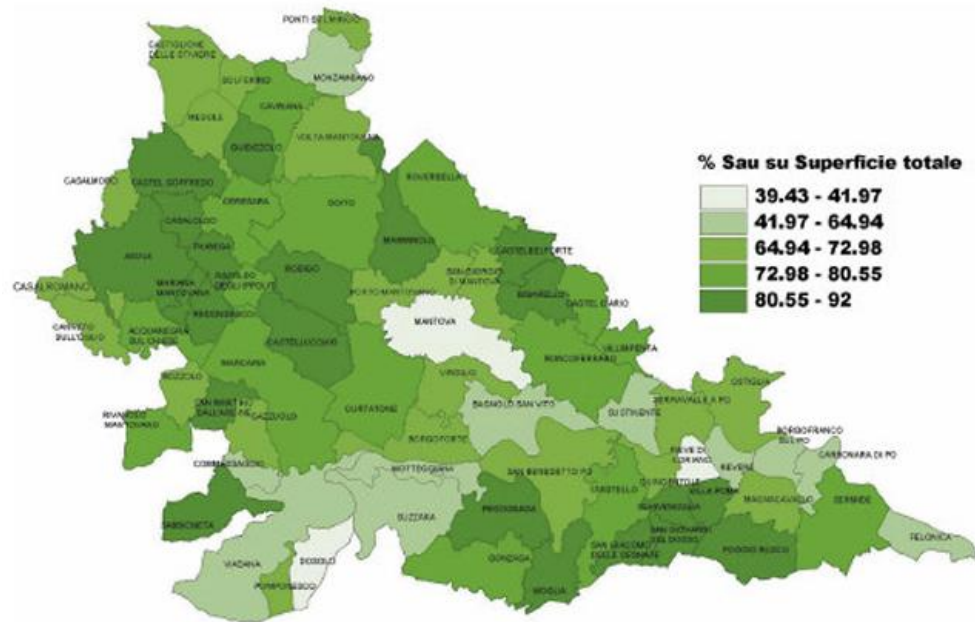 PONTI SUL MINCIO
CASTIGLIONE
DELLE STIVIERE
MONZAMBANO
SOLFERINO
CAVRIANA
MEDOLE
VOLTA MANTOVANA
GUIDIZZOLO
% Sau su Superficie totale
39.43 - 41.97
41.97 - 64.94
64.94 - 72.98
72.98 - 80.55
80.55 - 92
CASALMORO
CASTEL GOFFREDO
ROVERBELLA
CERESARA
GOITO
CASALOLDO
MARMIROLO
CASTELBELFORTE
PIUBEGA
ASOLA
SAN GIORGIO
DI MANTOVA
RODIGO
MARIANA
MANTOVANA
CASALROMANO
PORTO MANTOVANO
BIGARELLO
CASTEL D'ARIO
REDONDESCO
MANTOVA
CANNETO
SULL'OGLIO
ACQUANEGRA
SUL CHIESE
CASTELLUCCHIO
VILLIMPENTA
RONCOFERRARO
MARCARIA
BOZZOLO
VIRGILIO
OSTIGLIA
SAN MARTINO
DALL'ARGINE
BAGNOLO SAN VITO
SERRAVALLE A PO
SUSTINENTE
RIVAROLO
MANTOVANO
GAZZUOLO
CURTATONE
BORGOFORTE
BORGOFRANCO
SUL PO
PIEVE DI
CORIANO
REVERE
CARBONARA DI PO
COMMESSAGGIO
MOTTEGGIANA
SAN BENEDETTO PO
QUINGENTOLE
QUISTELLO
VILLA POMA
MAGNACAVALLO
SERMIDE
SABBIONETA
SUZZARA
PEGOGNAGA
SCHIVENOGLIA
SAN GIOVANNI
DEL DOSSO
FELONICA
VIADANA
DOSOLO
GONZAGA
SAN GIACOMO
DELLE SEGNATE
POGGIO RUSCO
POMPONESCO
MOGLIA